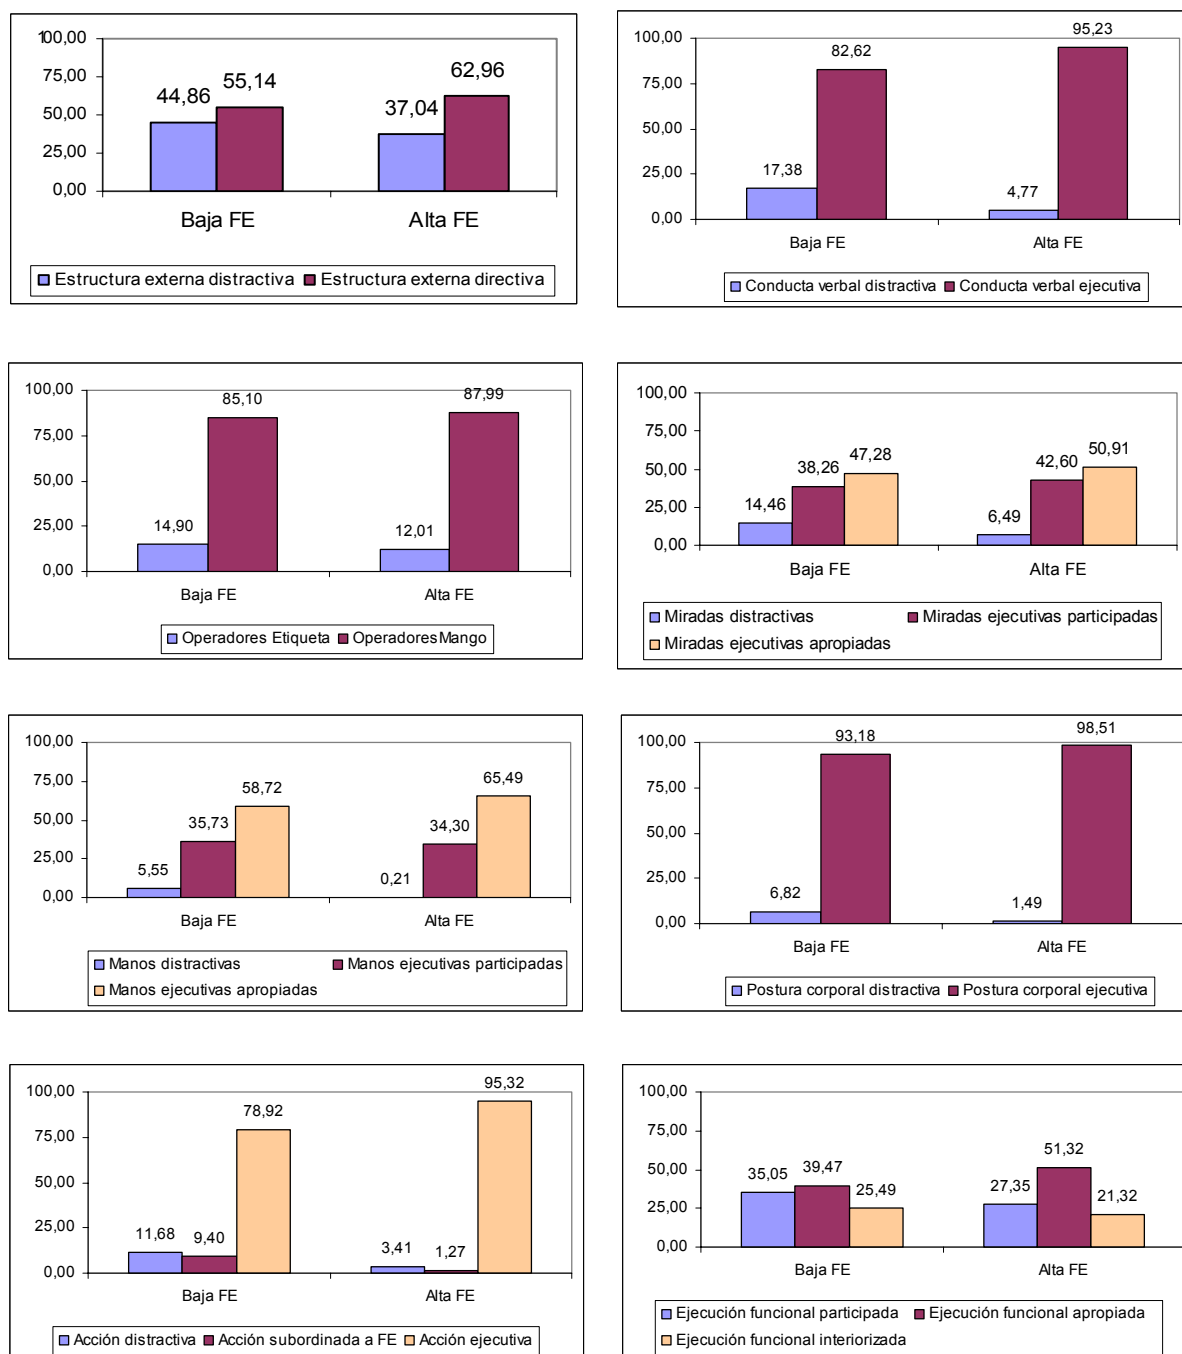 100,00
75,00
50,00
25,00
0,00
44,86
55,14
37,04
62,96
Baja FE
Alta FE
Estructura externa distractiva
Estructura externa directiva
100,00
75,00
50,00
25,00
0,00
17,38
82,62
4,77
95,23
Baja FE
Alta FE
Conducta verbal distractiva
Conducta verbal ejecutiva
100,00
75,00
50,00
25,00
0,00
14,90
85,10
12,01
87,99
Baja FE
Alta FE
Operadores Etiqueta
OperadoresMango
100,00
75,00
50,00
25,00
0,00
14,46
38,26
47,28
6,49
42,60
50,91
Baja FE
Alta FE
Miradas distractivas
Miradas ejecutivas participadas
Miradas ejecutivas apropiadas
100,00
75,00
50,00
25,00
0,00
5,55
35,73
58,72
0,21
34,30
65,49
Baja FE
Alta FE
Manos distractivas
Manos ejecutivas participadas
Manos ejecutivas apropiadas
100,00
75,00
50,00
25,00
0,00
6,82
93,18
1,49
98,51
Baja FE
Alta FE
Postura corporal distractiva
Postura corporal ejecutiva
100,00
75,00
50,00
25,00
0,00
11,68
9,40
78,92
3,41
1,27
95,32
Baja FE
Alta FE
Acción distractiva
Acción subordinada a FE
Acción ejecutiva
100,00
75,00
50,00
25,00
0,00
35,05
39,47
25,49
27,35
51,32
21,32
Baja FE
Alta FE
Ejecución funcional participada
Ejecución funcional apropiada
Ejecución funcional interiorizada